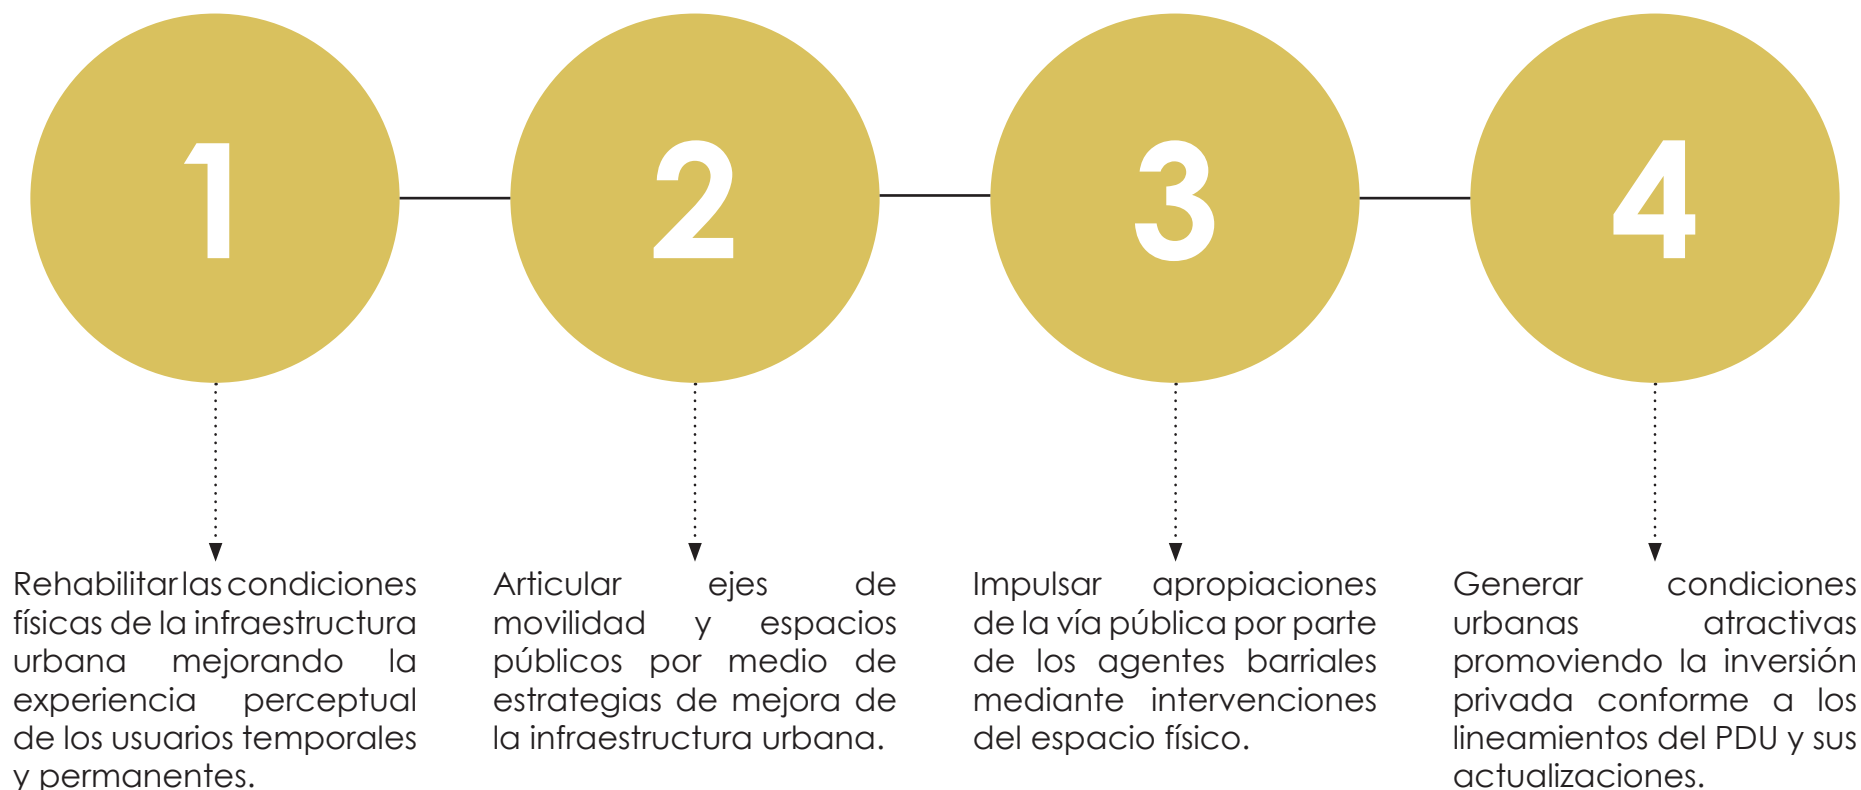 1
2
3
4
Rehabilitar las condiciones
físicas de la infraestructura
urbana mejorando la
experiencia perceptual
de los usuarios temporales
y permanentes.
Articular ejes de
movilidad y espacios
públicos por medio de
estrategias de mejora de
la infraestructura urbana.
Impulsar apropiaciones
de la vía pública por parte
de los agentes barriales
mediante intervenciones
del espacio físico.
Generar condiciones
urbanas atractivas
promoviendo la inversión
privada conforme a los
lineamientos del PDU y sus
actualizaciones.